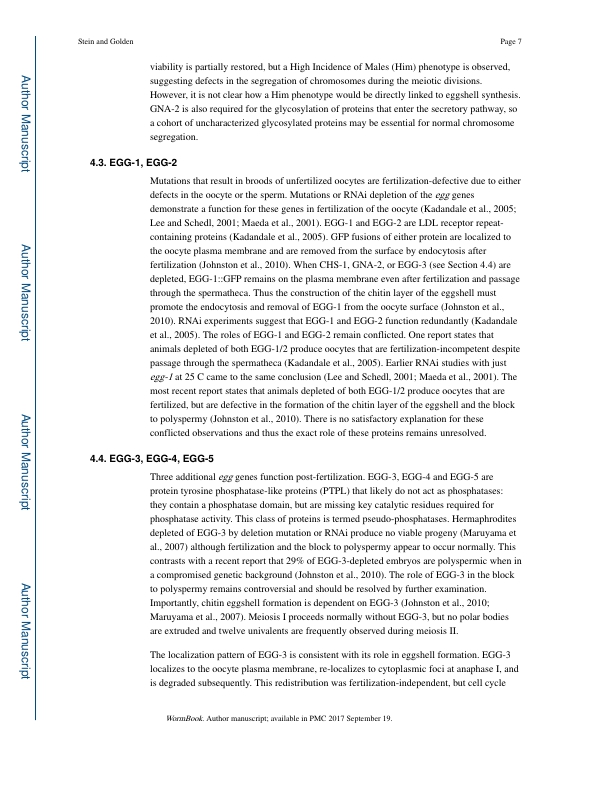 Stein and Golden
Page 7
viability is partially restored, but a High Incidence of Males (Him) phenotype is observed,
suggesting defects in the segregation of chromosomes during the meiotic divisions.
However, it is not clear how a Him phenotype would be directly linked to eggshell synthesis.
GNA-2 is also required for the glycosylation of proteins that enter the secretory pathway, so
a cohort of uncharacterized glycosylated proteins may be essential for normal chromosome
segregation.
4.3. EGG-1, EGG-2
Mutations that result in broods of unfertilized oocytes are fertilization-defective due to either
defects in the oocyte or the sperm. Mutations or RNAi depletion of the egg genes
demonstrate a function for these genes in fertilization of the oocyte (Kadandale et al., 2005;
Lee and Schedl, 2001; Maeda et al., 2001). EGG-1 and EGG-2 are LDL receptor repeat-
containing proteins (Kadandale et al., 2005). GFP fusions of either protein are localized to
the oocyte plasma membrane and are removed from the surface by endocytosis after
fertilization (Johnston et al., 2010). When CHS-1, GNA-2, or EGG-3 (see Section 4.4) are
depleted, EGG-1::GFP remains on the plasma membrane even after fertilization and passage
through the spermatheca. Thus the construction of the chitin layer of the eggshell must
promote the endocytosis and removal of EGG-1 from the oocyte surface (Johnston et al.,
2010). RNAi experiments suggest that EGG-1 and EGG-2 function redundantly (Kadandale
et al., 2005). The roles of EGG-1 and EGG-2 remain conflicted. One report states that
animals depleted of both EGG-1/2 produce oocytes that are fertilization-incompetent despite
passage through the spermatheca (Kadandale et al., 2005). Earlier RNAi studies with just
egg-1 at 25 C came to the same conclusion (Lee and Schedl, 2001; Maeda et al., 2001). The
most recent report states that animals depleted of both EGG-1/2 produce oocytes that are
fertilized, but are defective in the formation of the chitin layer of the eggshell and the block
to polyspermy (Johnston et al., 2010). There is no satisfactory explanation for these
conflicted observations and thus the exact role of these proteins remains unresolved.
4.4. EGG-3, EGG-4, EGG-5
Three additional egg genes function post-fertilization. EGG-3, EGG-4 and EGG-5 are
protein tyrosine phosphatase-like proteins (PTPL) that likely do not act as phosphatases:
they contain a phosphatase domain, but are missing key catalytic residues required for
phosphatase activity. This class of proteins is termed pseudo-phosphatases. Hermaphrodites
depleted of EGG-3 by deletion mutation or RNAi produce no viable progeny (Maruyama et
al., 2007) although fertilization and the block to polyspermy appear to occur normally. This
contrasts with a recent report that 29% of EGG-3-depleted embryos are polyspermic when in
a compromised genetic background (Johnston et al., 2010). The role of EGG-3 in the block
to polyspermy remains controversial and should be resolved by further examination.
Importantly, chitin eggshell formation is dependent on EGG-3 (Johnston et al., 2010;
Maruyama et al., 2007). Meiosis I proceeds normally without EGG-3, but no polar bodies
are extruded and twelve univalents are frequently observed during meiosis II.
The localization pattern of EGG-3 is consistent with its role in eggshell formation. EGG-3
localizes to the oocyte plasma membrane, re-localizes to cytoplasmic foci at anaphase I, and
is degraded subsequently. This redistribution was fertilization-independent, but cell cycle
WormBook. Author manuscript; available in PMC 2017 September 19.
Author Manuscript
Author Manuscript
Author Manuscript
Author Manuscript